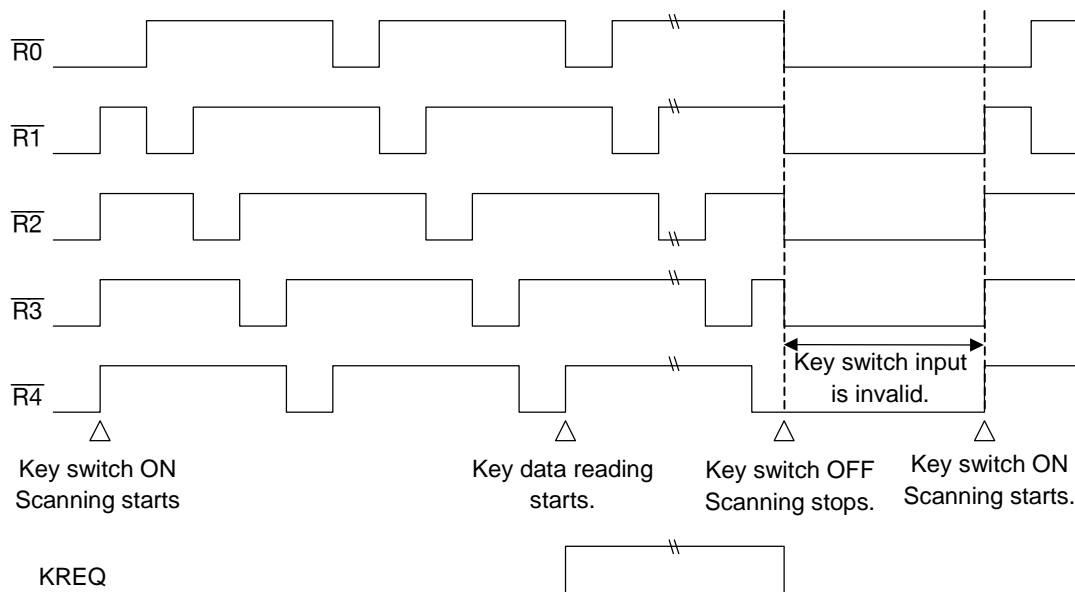 R0
R1
R2
R3
Key switch input
is invalid.
R4
Key switch ON
Scanning starts
Key data reading
starts.
Key switch OFF
Scanning stops.
Key switch ON
Scanning starts.
KREQ